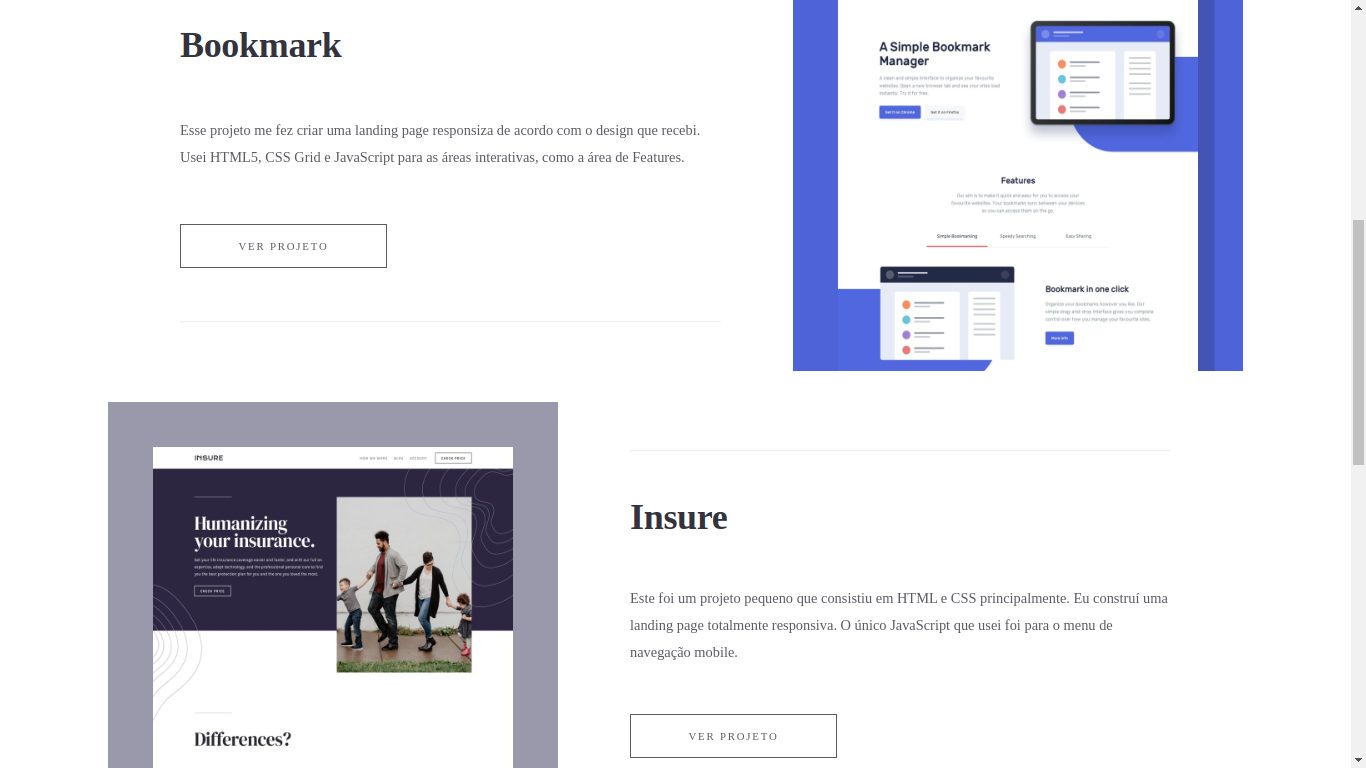 Bookmark
Esse projeto me fez criar uma landing page responsiza de acordo com o design que recebi.
Usei HTML5, CSS Grid e JavaScript para as áreas interativas, como a área de Features.
VER PROJETO
A Simple Bookmark
Manager
A clean and simple interface to organize your favourite
websites. Open a new browser tab and see your sites load
instantly. Try it for free.
Get it on Chrome
Get it on Firefox
Features
Our aim is to make it quick and easy for you to access your
favourite websites. Your bookmarks sync between your devices
so you can access them on the go.
Simple Bookmarking
Speedy Searching
Easy Sharing
Bookmark in one click
Organize your bookmarks however you like. Our
simple drag-and-drop interface gives you complete
control over how you manage your favourite sites.
More Info
INSURE
HOW WE WORK
BLOG
ACCOUNT
CHECK PRICE
Humanizing
your insurance.
Get your life insurance coverage easier and faster. We blend our
expertise, adept technology, and the professional personal care to find
you the best protection plan for you and the ones you loved the most.
CHECK PRICE
Differences?
Insure
Este foi um projeto pequeno que consistiu em HTML e CSS principalmente. Eu construí uma
landing page totalmente responsiva. O único JavaScript que usei foi para o menu de
navegação mobile.
VER PROJETO